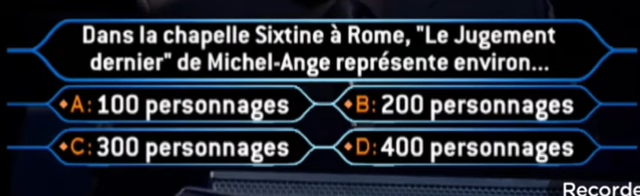 Dans la chapelle Sixtine à Rome, "Le Jugement
dernier" de Michel-Ange représente environ...
A: 100 personnages
B: 200 personnages
C: 300 personnages
D: 400 personnages
Recorde